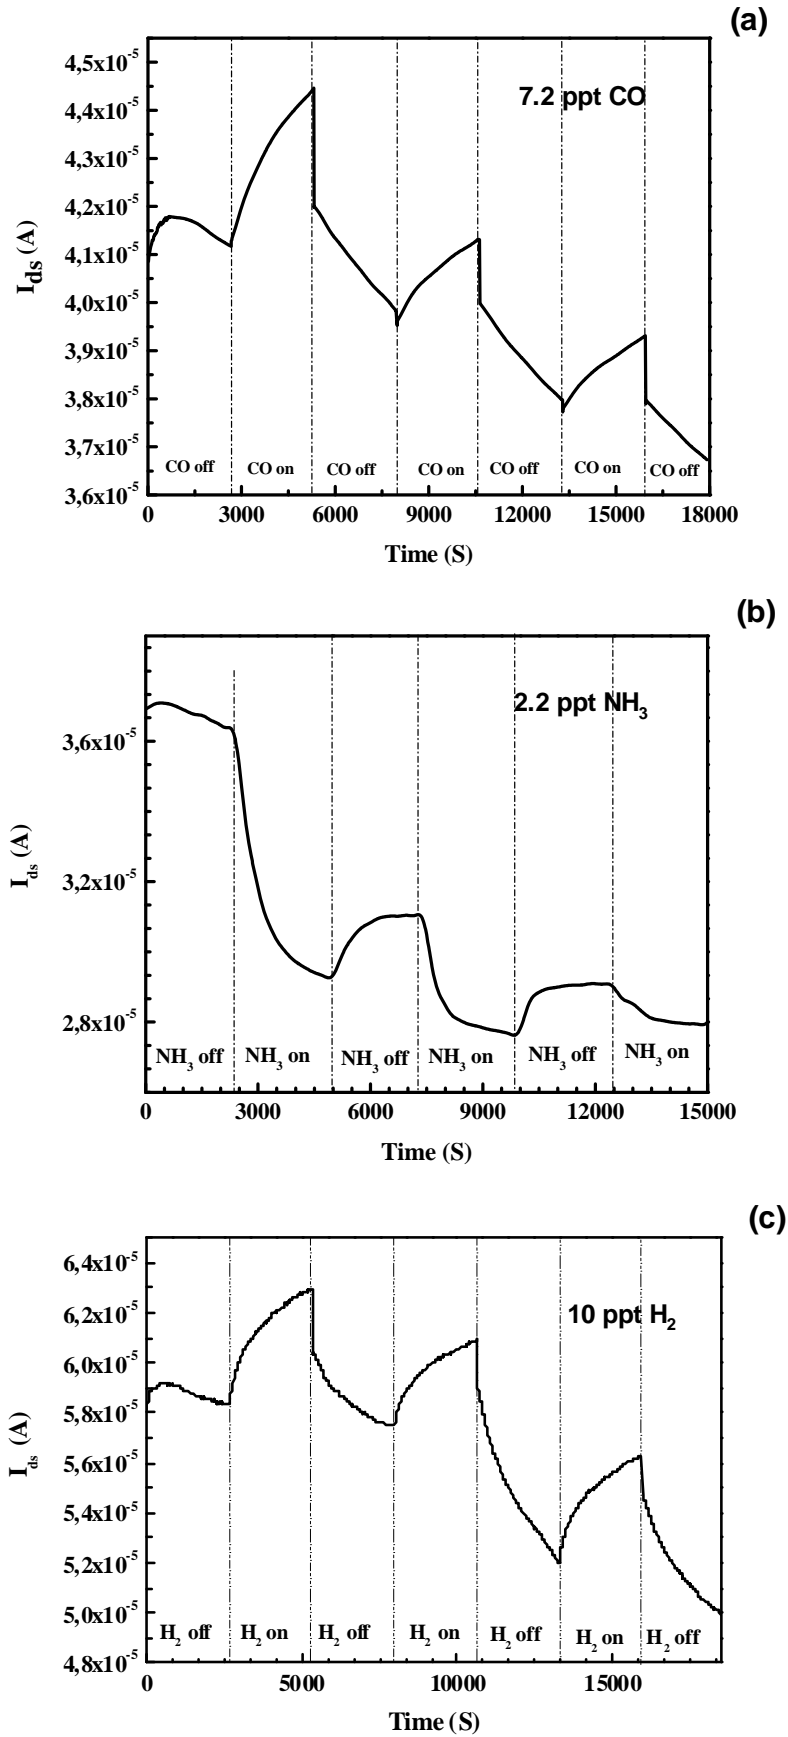 (a)
7.2 ppt CO
4,5x10-5
4,4x10-5
4,3x10-5
4,2x10-5
4,1x10-5
4,0x10-5
3,9x10-5
3,8x10-5
3,7x10-5
3,6x10-5
Ids (A)
CO off CO on CO off CO on CO off CO on CO off
0 3000 6000 9000 12000 15000 18000
Time (S)
(b)
2.2 ppt NH3
3,6x10-5
3,2x10-5
2,8x10-5
Ids (A)
NH3 off NH3 on NH3 off NH3 on NH3 off NH3 on
0 3000 6000 9000 12000 15000
Time (S)
(c)
10 ppt H2
6,4x10-5
6,2x10-5
6,0x10-5
5,8x10-5
5,6x10-5
5,4x10-5
5,2x10-5
5,0x10-5
4,8x10-5
Ids (A)
H2 off H2 on H2 off H2 on H2 off H2 on H2 off
0 5000 10000 15000
Time (S)